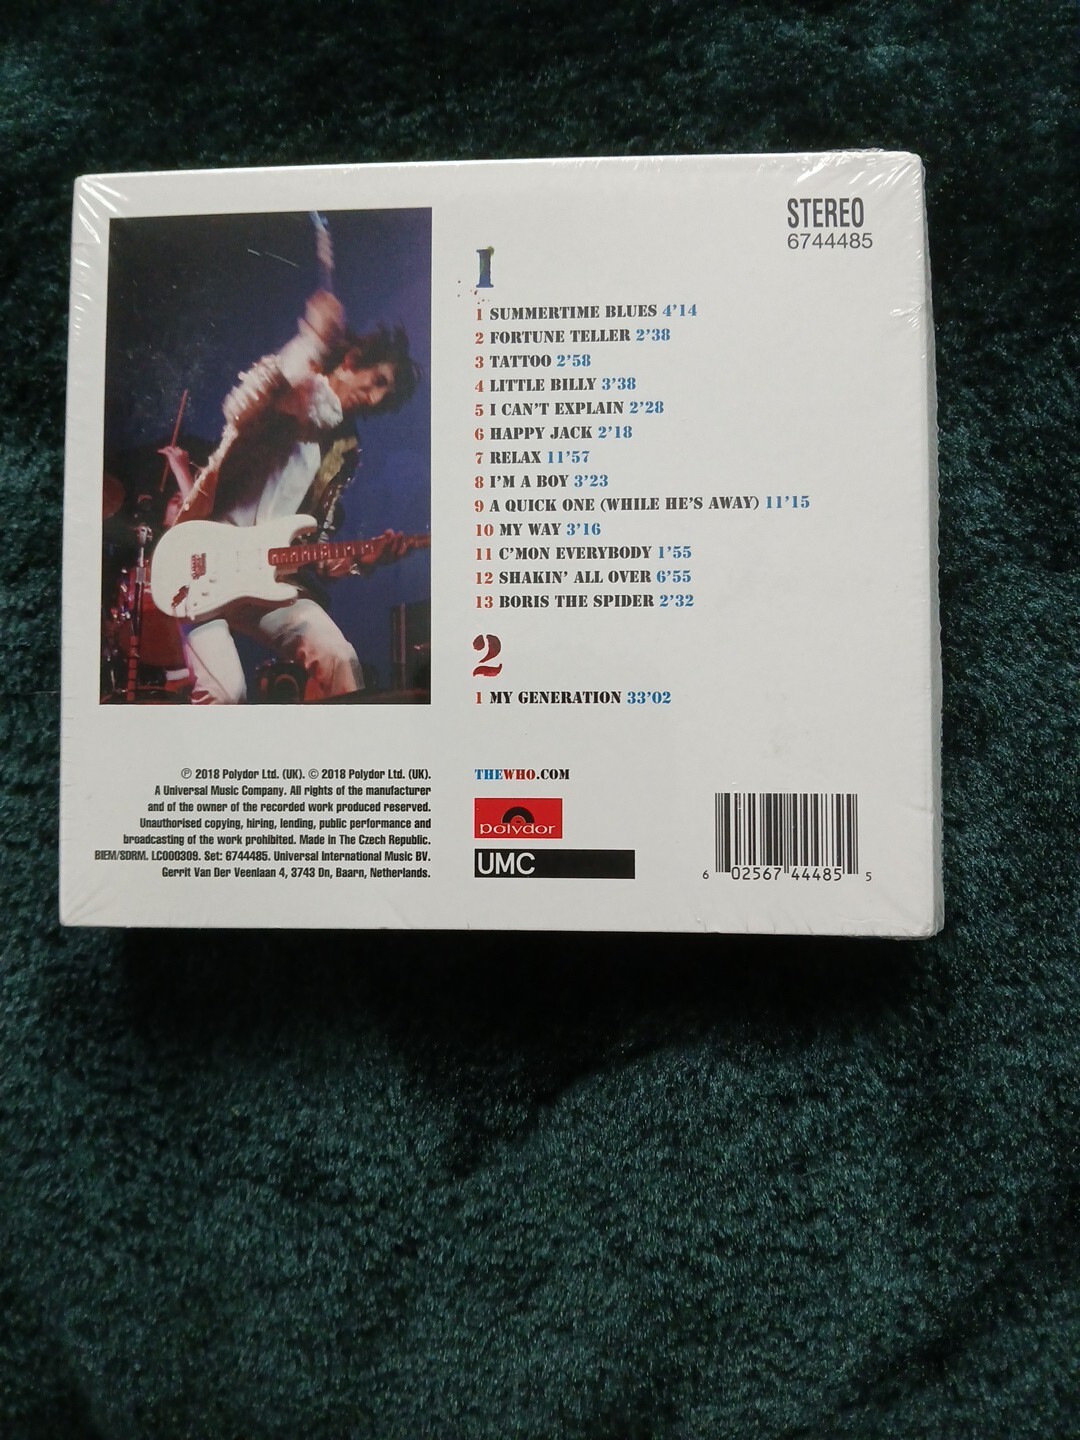 STEREO
6744485
1
1 SUMMERTIME BLUES 4'14
2 FORTUNE TELLER 2'38
3 TATTOO 2'58
4 LITTLE BILLY 3'38
5 I CAN'T EXPLAIN 2'28
6 HAPPY JACK 2'18
7 RELAX 11'57
8 I'M A BOY 3'23
9 A QUICK ONE (WHILE HE'S AWAY) 11'15
10 MY WAY 3'16
11 C'MON EVERYBODY 1'55
12 SHAKIN' ALL OVER 6'55
13 BORIS THE SPIDER 2'32
2
1 MY GENERATION 33'02
℗ 2018 Polydor Ltd. (UK). © 2018 Polydor Ltd. (UK).
A Universal Music Company. All rights of the manufacturer
and of the owner of the recorded work produced reserved.
Unauthorised copying, hiring, lending, public performance and
broadcasting of the work prohibited. Made in The Czech Republic.
BIEM/SDRM. LC000309. Set: 6744485. Universal International Music BV.
Gerrit Van Der Veenlaan 4, 3743 Dn, Baarn, Netherlands.
THEWHO.COM
polydor
UMC
6 02567 44485 5